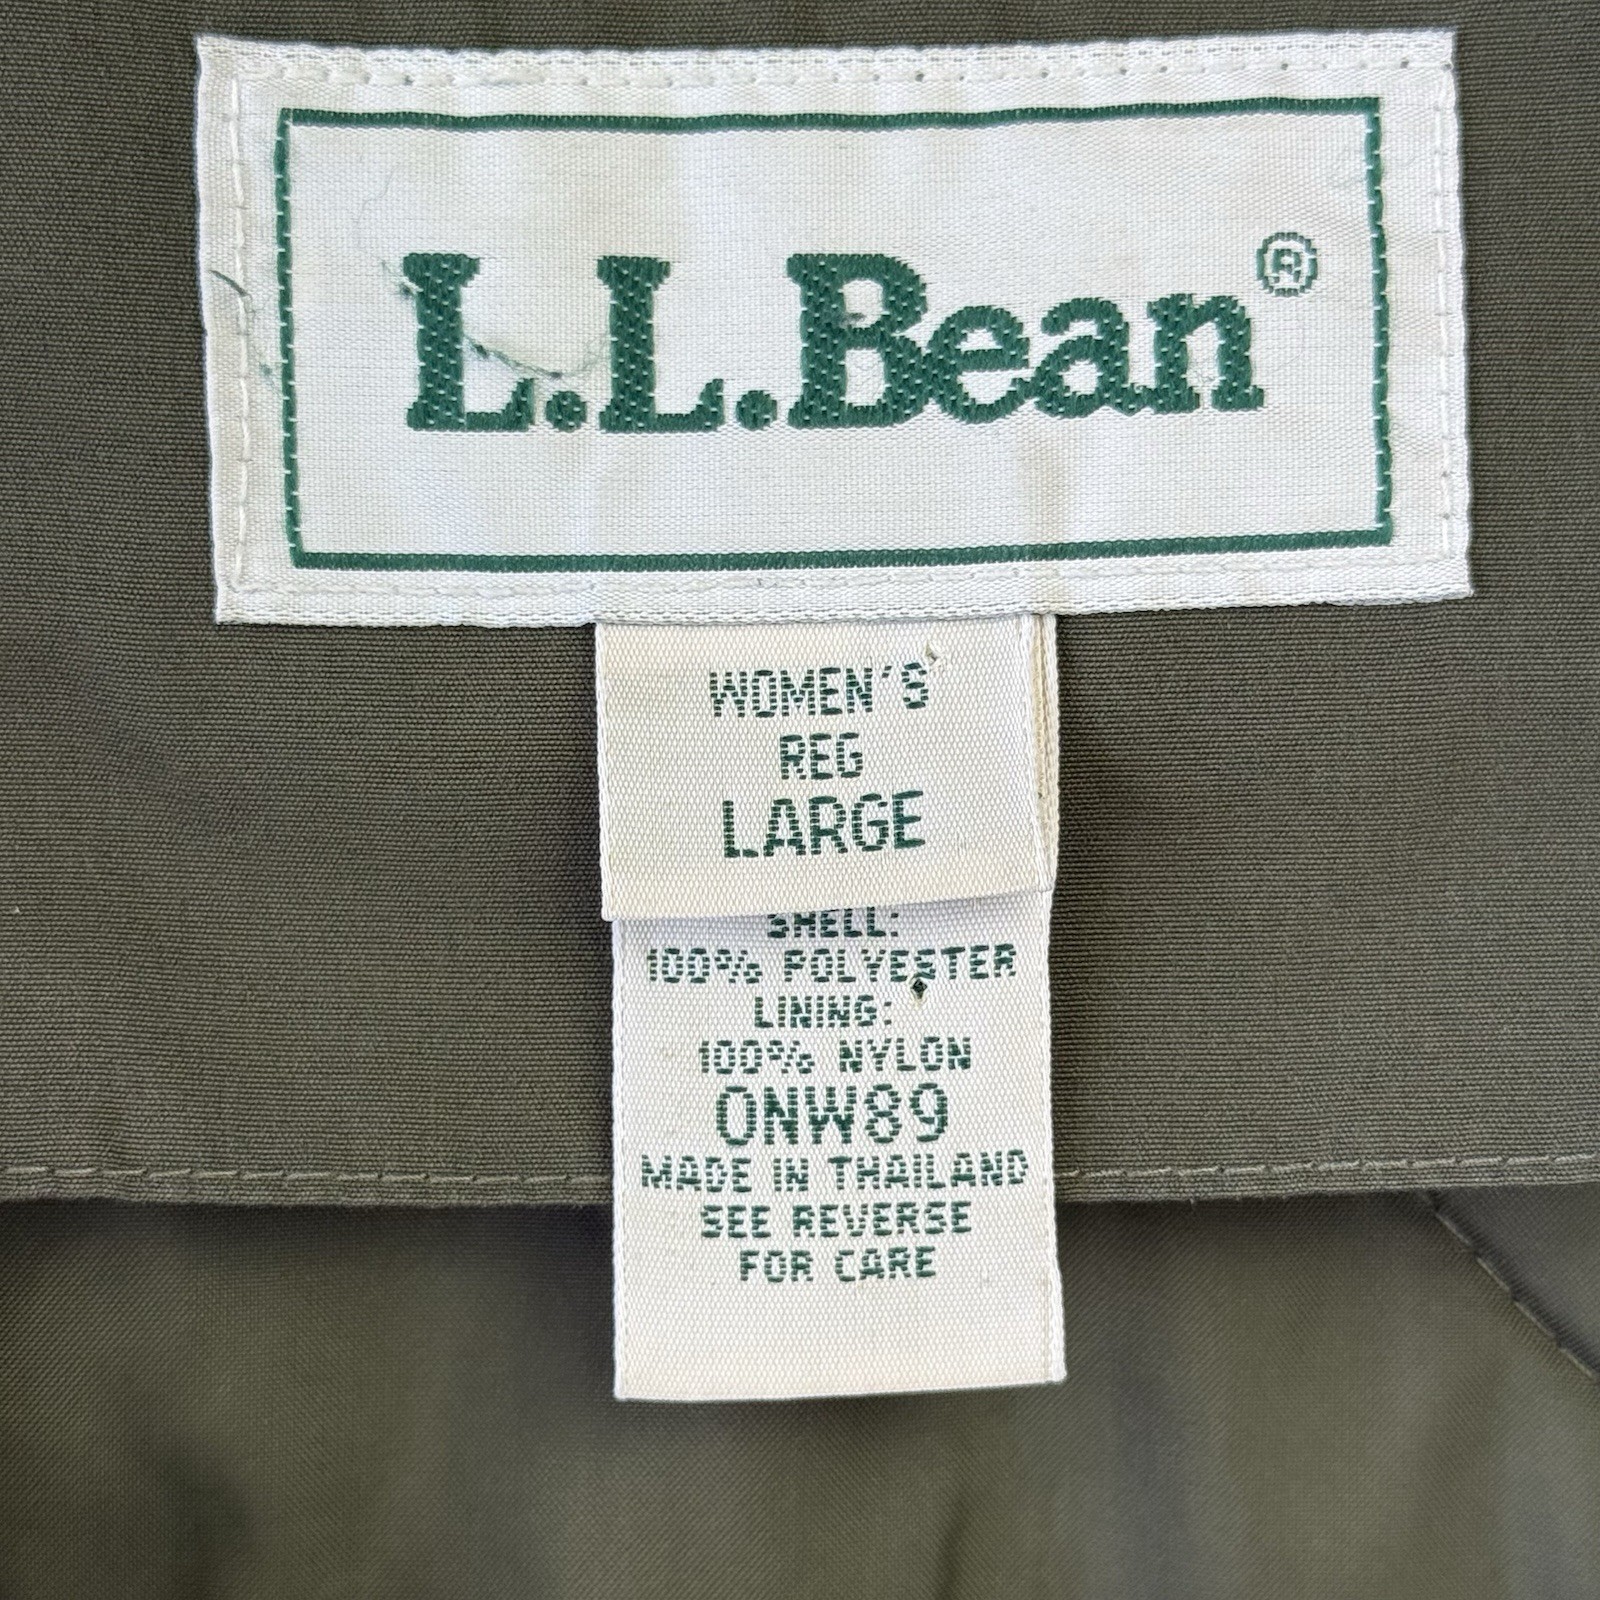 L.L.Bean®
WOMEN'S
REG
LARGE
SHELL:
100% POLYESTER
LINING:
100% NYLON
0NW89
MADE IN THAILAND
SEE REVERSE
FOR CARE